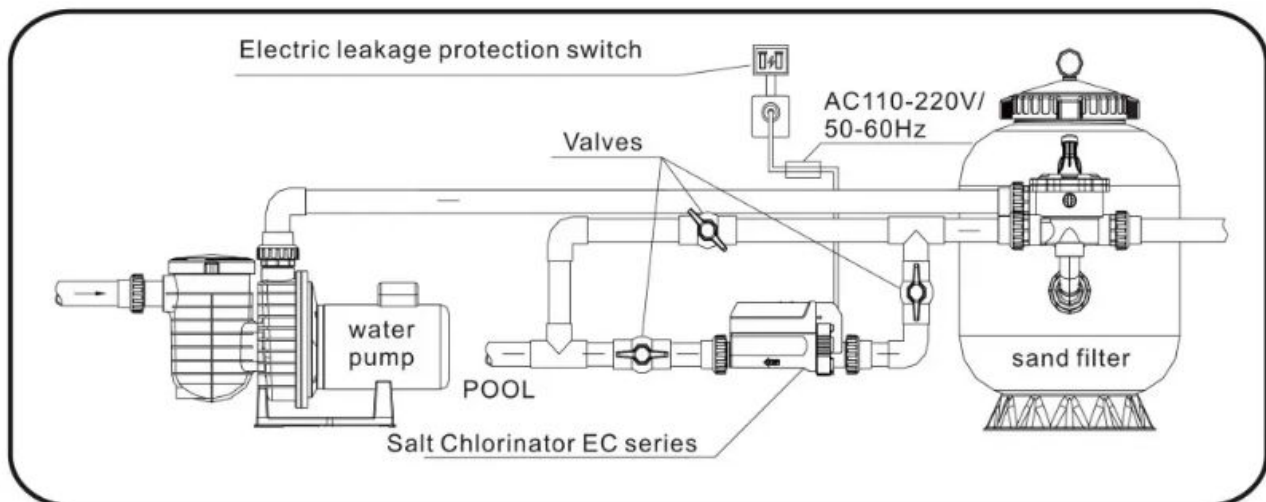 Electric leakage protection switch
AC110-220V/
50-60Hz
Valves
water
pump
POOL
sand filter
Salt Chlorinator EC series